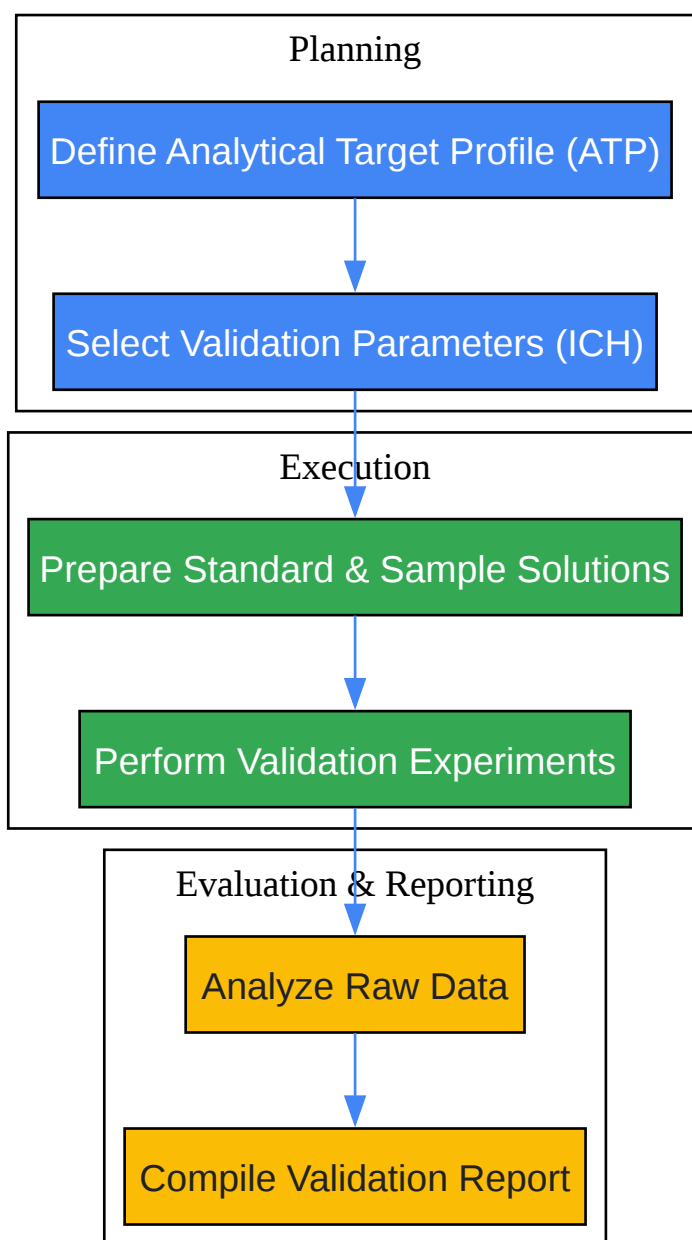 Planning
Define Analytical Target Profile (ATP)
Select Validation Parameters (ICH)
Execution
Prepare Standard & Sample Solutions
Perform Validation Experiments
Evaluation & Reporting
Analyze Raw Data
Compile Validation Report